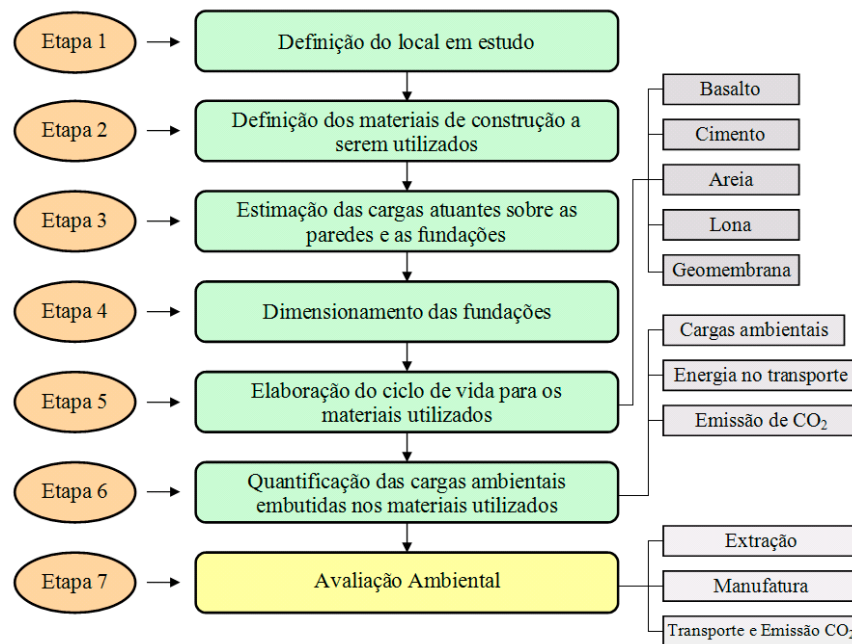 Etapa 1
Definição do local em estudo
Etapa 2
Definição dos materiais de construção a
serem utilizados
Etapa 3
Estimação das cargas atuantes sobre as
paredes e as fundações
Etapa 4
Dimensionamento das fundações
Etapa 5
Elaboração do ciclo de vida para os
materiais utilizados
Etapa 6
Quantificação das cargas ambientais
embutidas nos materiais utilizados
Etapa 7
Avaliação Ambiental
Basalto
Cimento
Areia
Lona
Geomembrana
Cargas ambientais
Energia no transporte
Emissão de CO₂
Extração
Manufatura
Transporte e Emissão CO₂